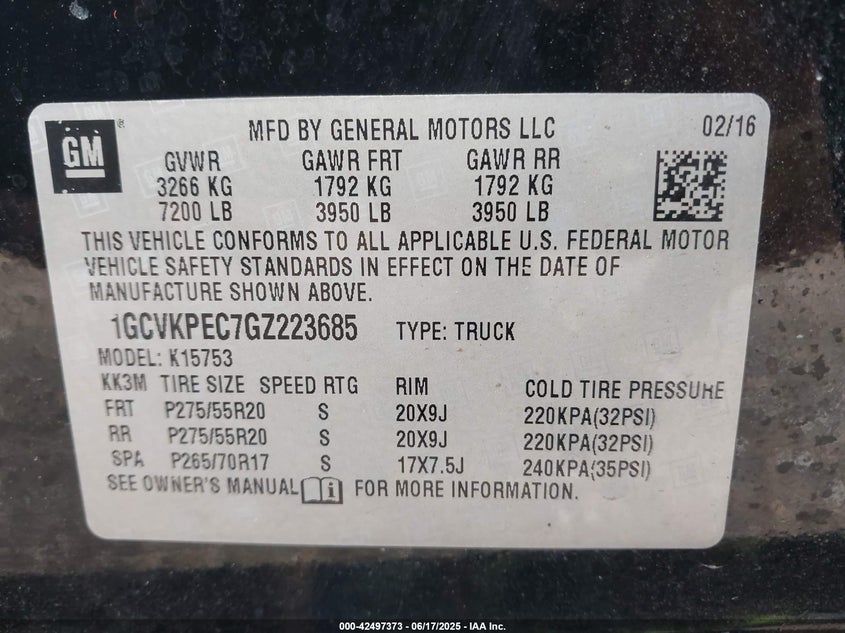 GM ® MFD BY GENERAL MOTORS LLC 02/16
GVWR GAWR FRT GAWR RR
3266 KG 1792 KG 1792 KG
7200 LB 3950 LB 3950 LB
THIS VEHICLE CONFORMS TO ALL APPLICABLE U.S. FEDERAL MOTOR
VEHICLE SAFETY STANDARDS IN EFFECT ON THE DATE OF
MANUFACTURE SHOWN ABOVE.
1GCVKPEC7GZ223685 TYPE: TRUCK
MODEL: K15753
KK3M TIRE SIZE SPEED RTG RIM COLD TIRE PRESSURE
FRT P275/55R20 S 20X9J 220KPA(32PSI)
RR P275/55R20 S 20X9J 220KPA(32PSI)
SPA P265/70R17 S 17X7.5J 240KPA(35PSI)
SEE OWNER'S MANUAL i FOR MORE INFORMATION.
000-42497373 - 06/17/2025 - IAA Inc.